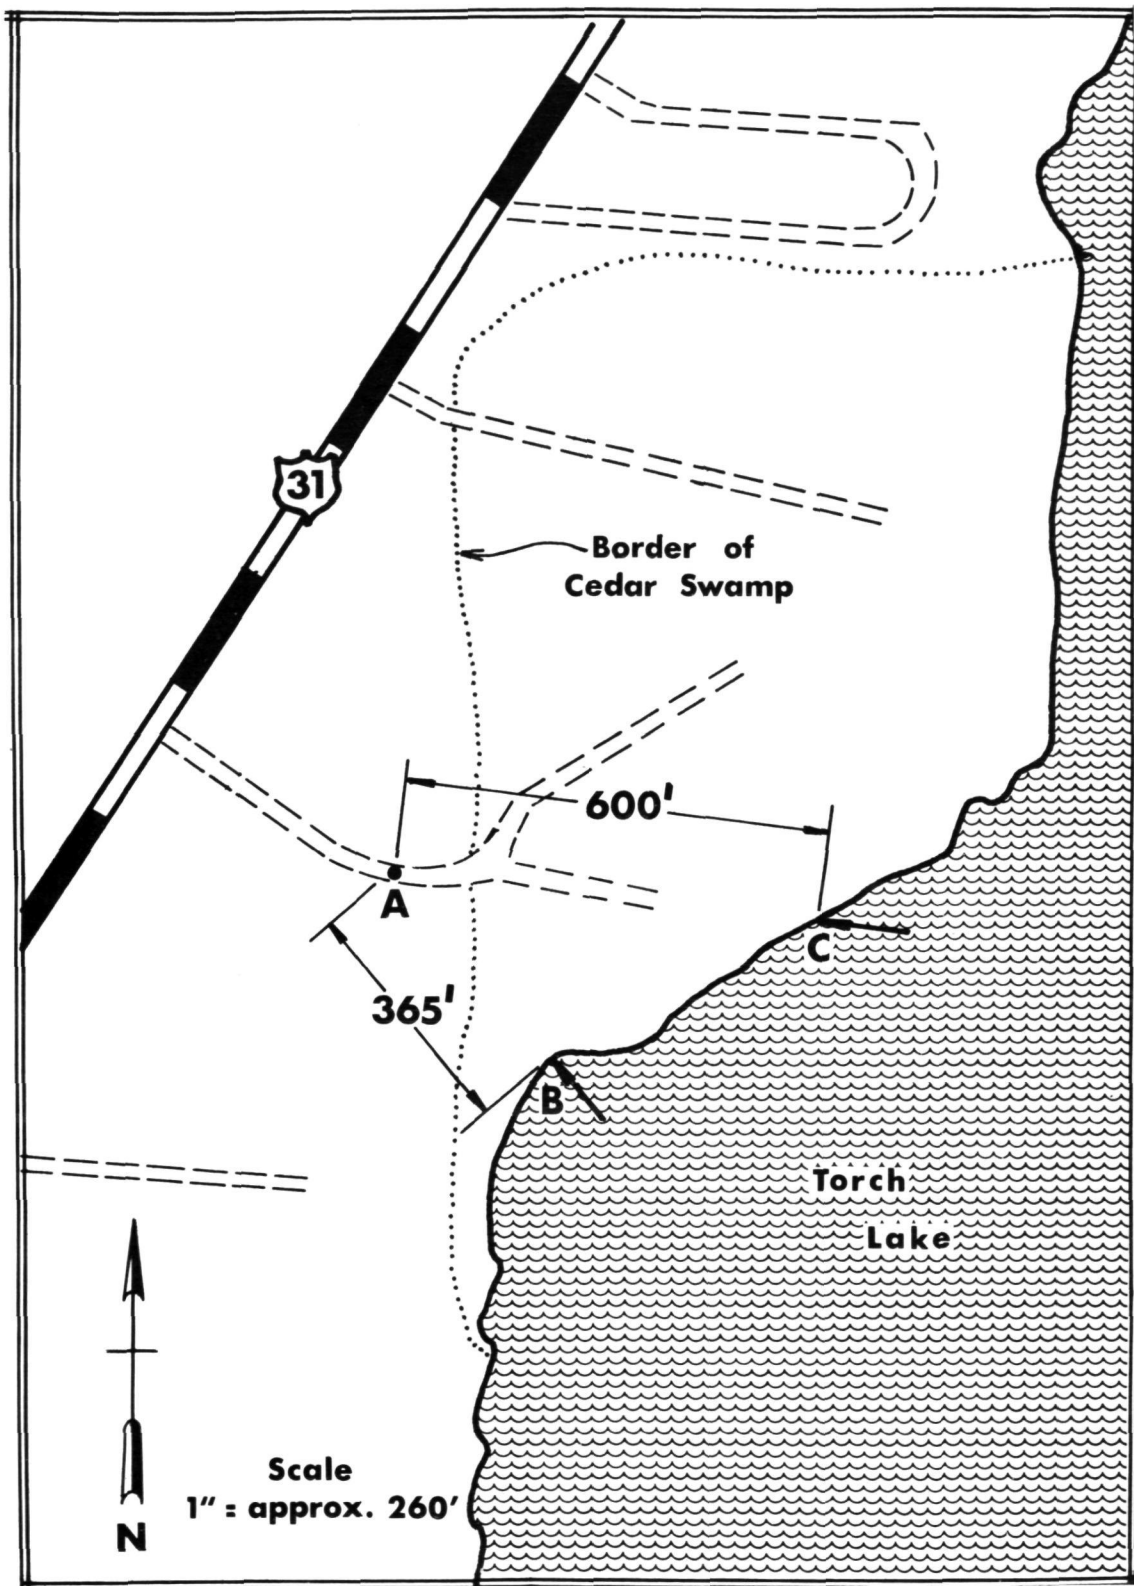 31
Border of
Cedar Swamp
600'
A
C
365'
B
Torch
Lake
Scale
1" = approx. 260'
N